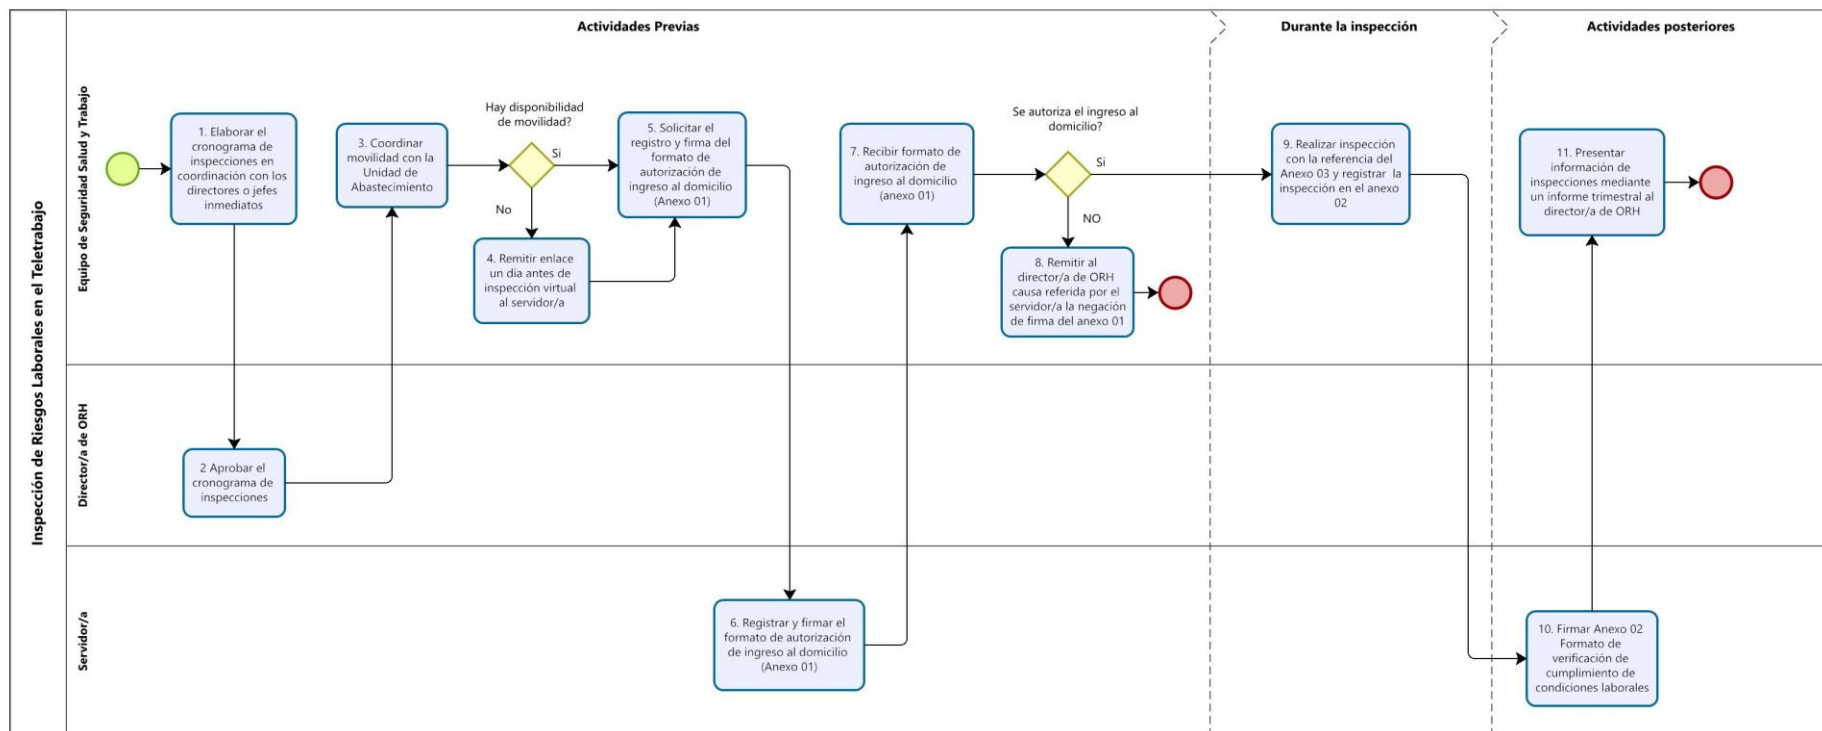 Inspección de Riesgos Laborales en el Teletrabajo
Actividades Previas
Durante la inspección
Actividades posteriores
Equipo de Seguridad Salud y Trabajo
1. Elaborar el
cronograma de
inspecciones en
coordinación con los
directores o jefes
inmediatos
3. Coordinar
movilidad con la
Unidad de
Abastecimiento
Hay disponibilidad
de movilidad?
Si
No
4. Remitir enlace
un dia antes de
inspección virtual
al servidor/a
5. Solicitar el
registro y firma del
formato de
autorización de
ingreso al domicilio
(Anexo 01)
7. Recibir formato de
autorización de
ingreso al domicilio
(anexo 01)
Se autoriza el ingreso al
domicilio?
Si
NO
8. Remitir al
director/a de ORH
causa referida por el
servidor/a la negación
de firma del anexo 01
9. Realizar inspección
con la referencia del
Anexo 03 y registrar la
inspección en el anexo
02
11. Presentar
información de
inspecciones mediante
un informe trimestral al
director/a de ORH
Director/a de ORH
2 Aprobar el
cronograma de
inspecciones
Servidor/a
6. Registrar y firmar el
formato de autorización
de ingreso al domicilio
(Anexo 01)
10. Firmar Anexo 02
Formato de
verificación de
cumplimiento de
condiciones laborales